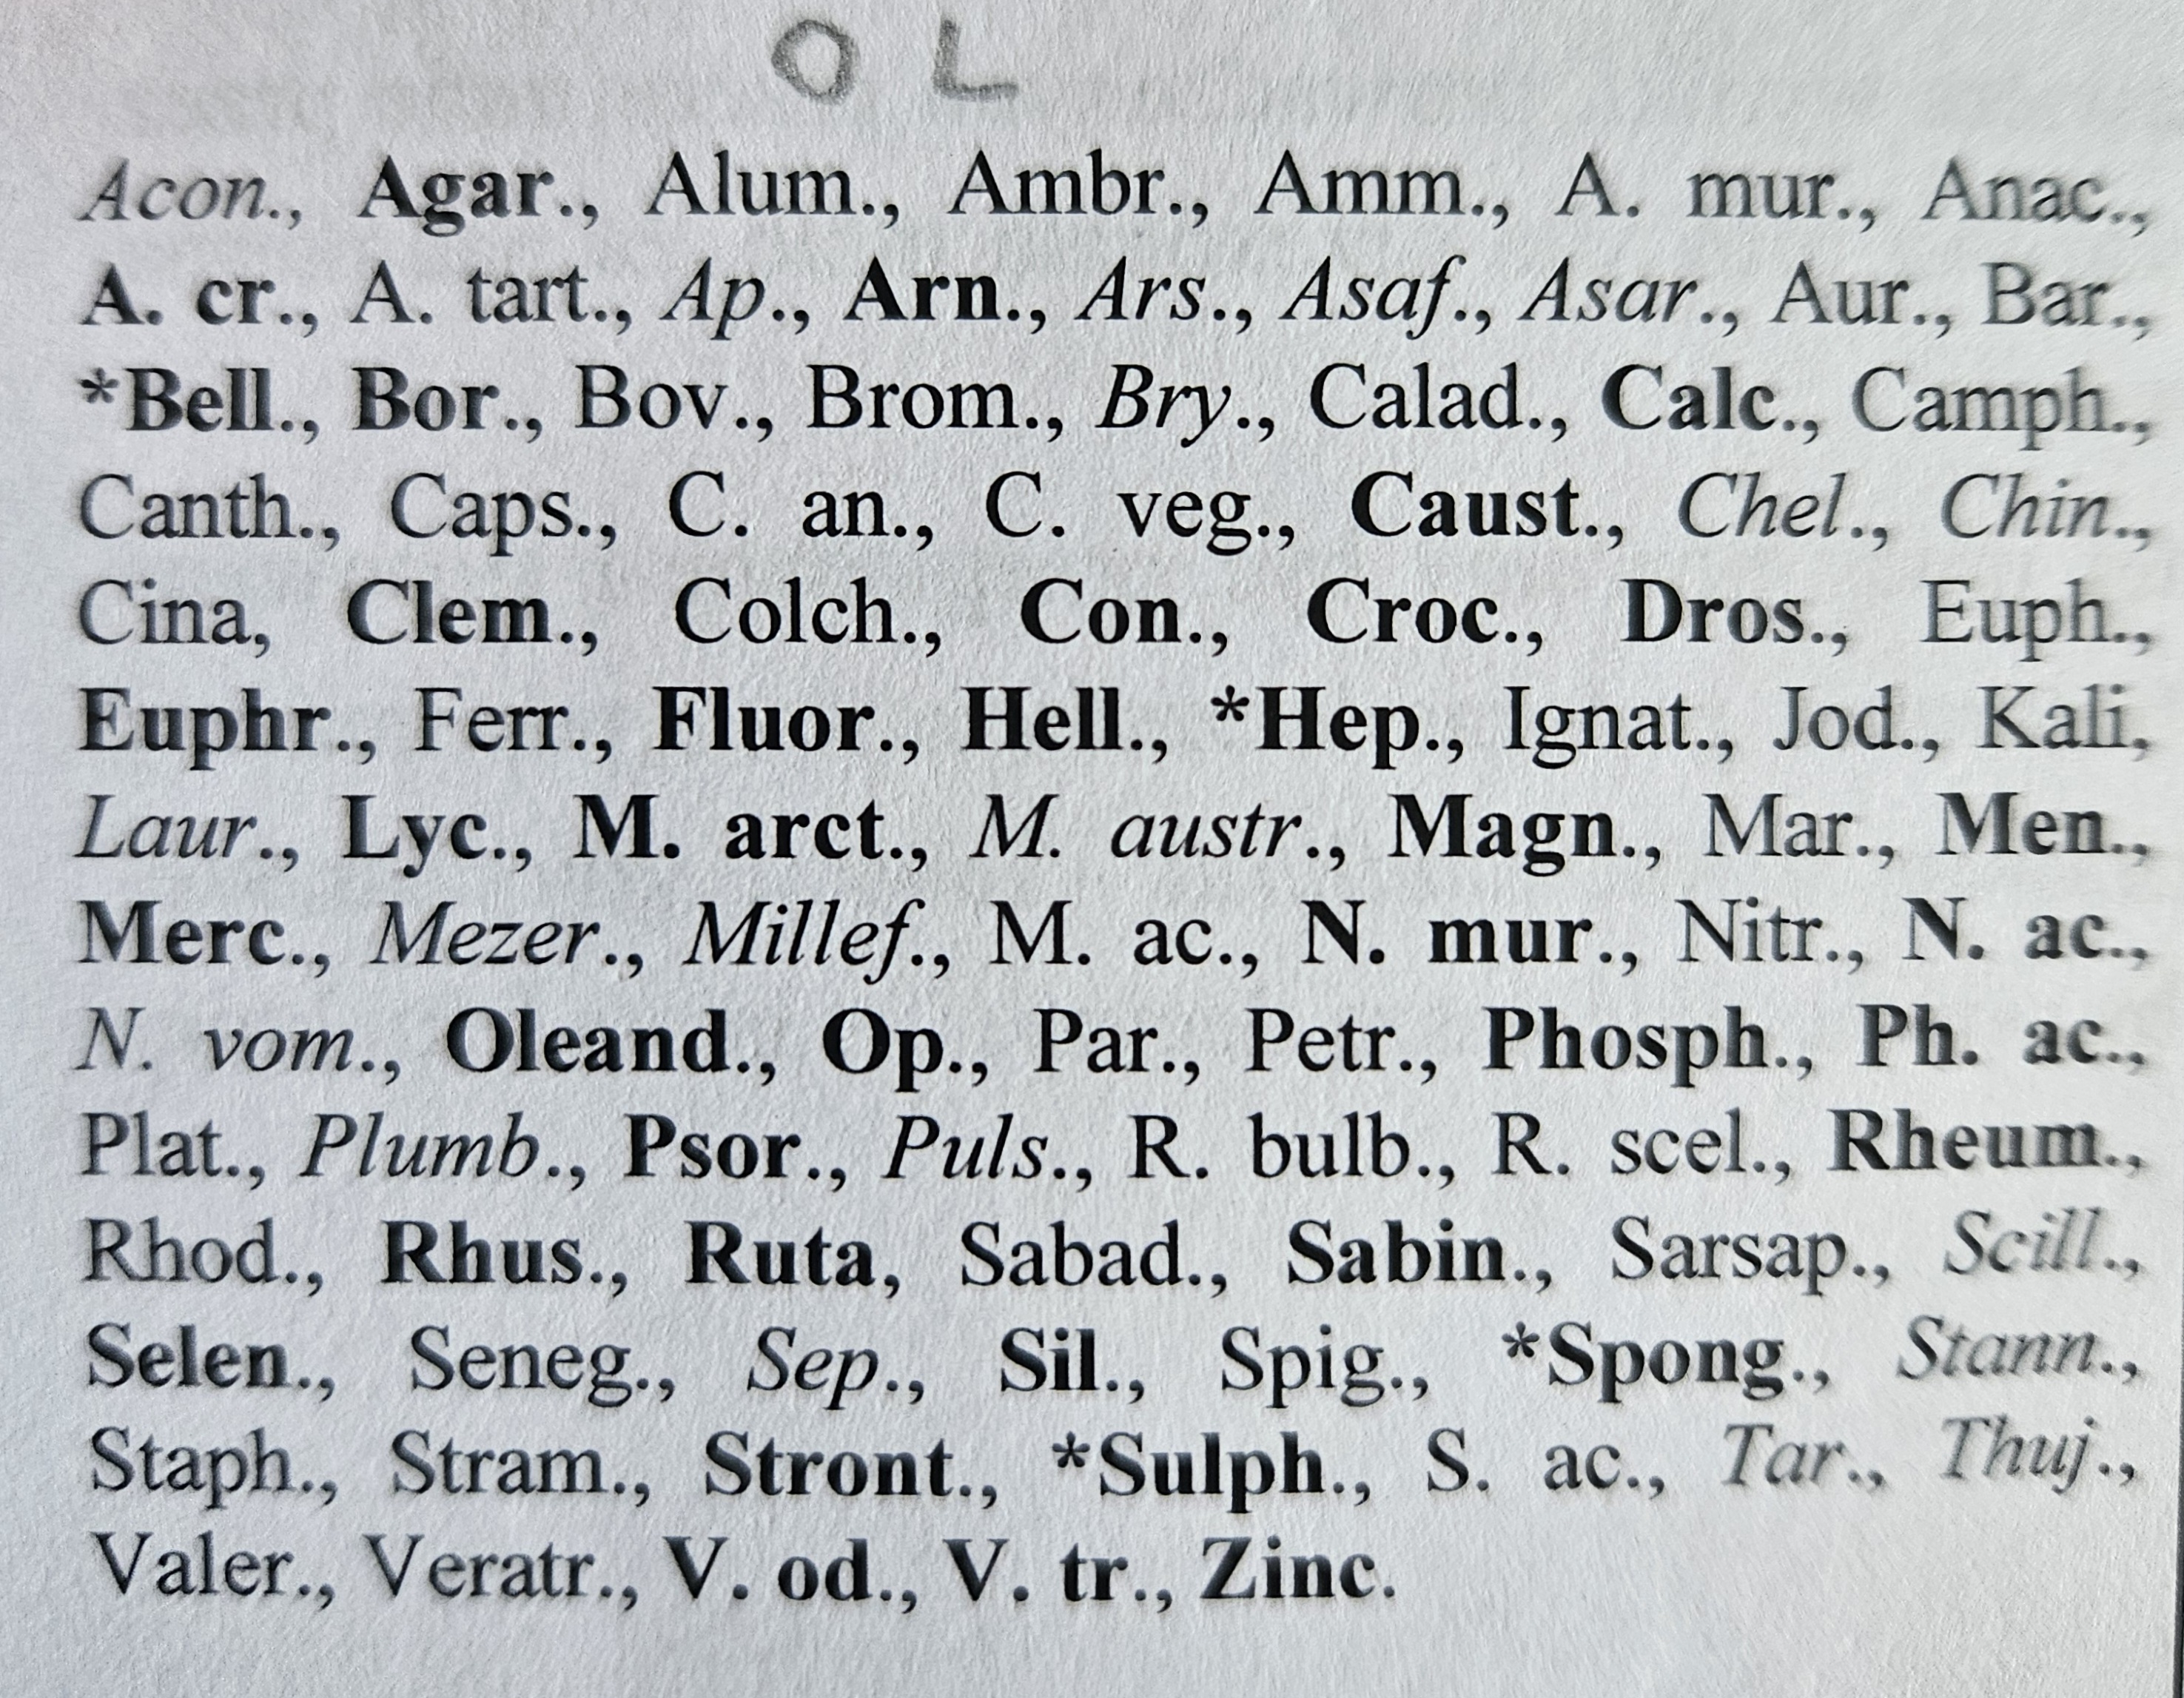 O L
Acon., Agar., Alum., Ambr., Amm., A. mur., Anac.,
A. cr., A. tart., Ap., Arn., Ars., Asaf., Asar., Aur., Bar.,
*Bell., Bor., Bov., Brom., Bry., Calad., Calc., Camph.,
Canth., Caps., C. an., C. veg., Caust., Chel., Chin.,
Cina, Clem., Colch., Con., Croc., Dros., Euph.,
Euphr., Ferr., Fluor., Hell., *Hep., Ignat., Jod., Kali,
Laur., Lyc., M. arct., M. austr., Magn., Mar., Men.,
Merc., Mezer., Millef., M. ac., N. mur., Nitr., N. ac.,
N. vom., Oleand., Op., Par., Petr., Phosph., Ph. ac.,
Plat., Plumb., Psor., Puls., R. bulb., R. scel., Rheum.,
Rhod., Rhus., Ruta, Sabad., Sabin., Sarsap., Scill.,
Selen., Seneg., Sep., Sil., Spig., *Spong., Stann.,
Staph., Stram., Stront., *Sulph., S. ac., Tar., Thuj.,
Valer., Veratr., V. od., V. tr., Zinc.